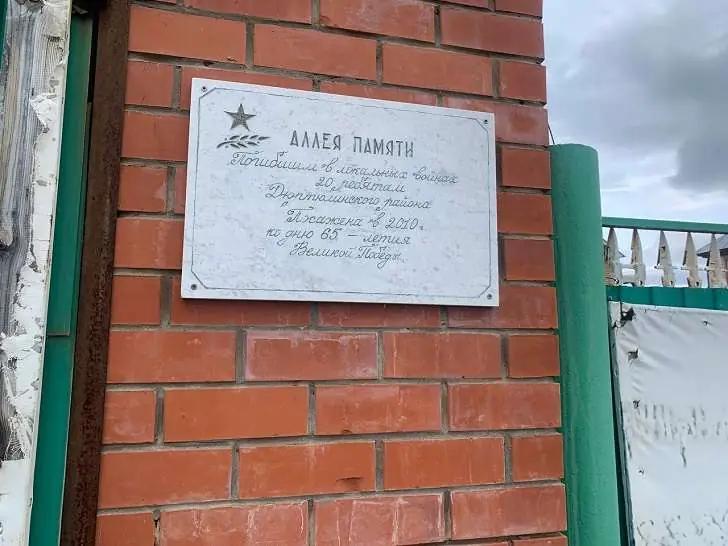 АЛЛЕЯ ПАМЯТИ
Погибшим в локальных войнах
20 ребятам
Дюртюлинского района
Посажена в 2010 г
ко дню 65 - летия
Великой Победы